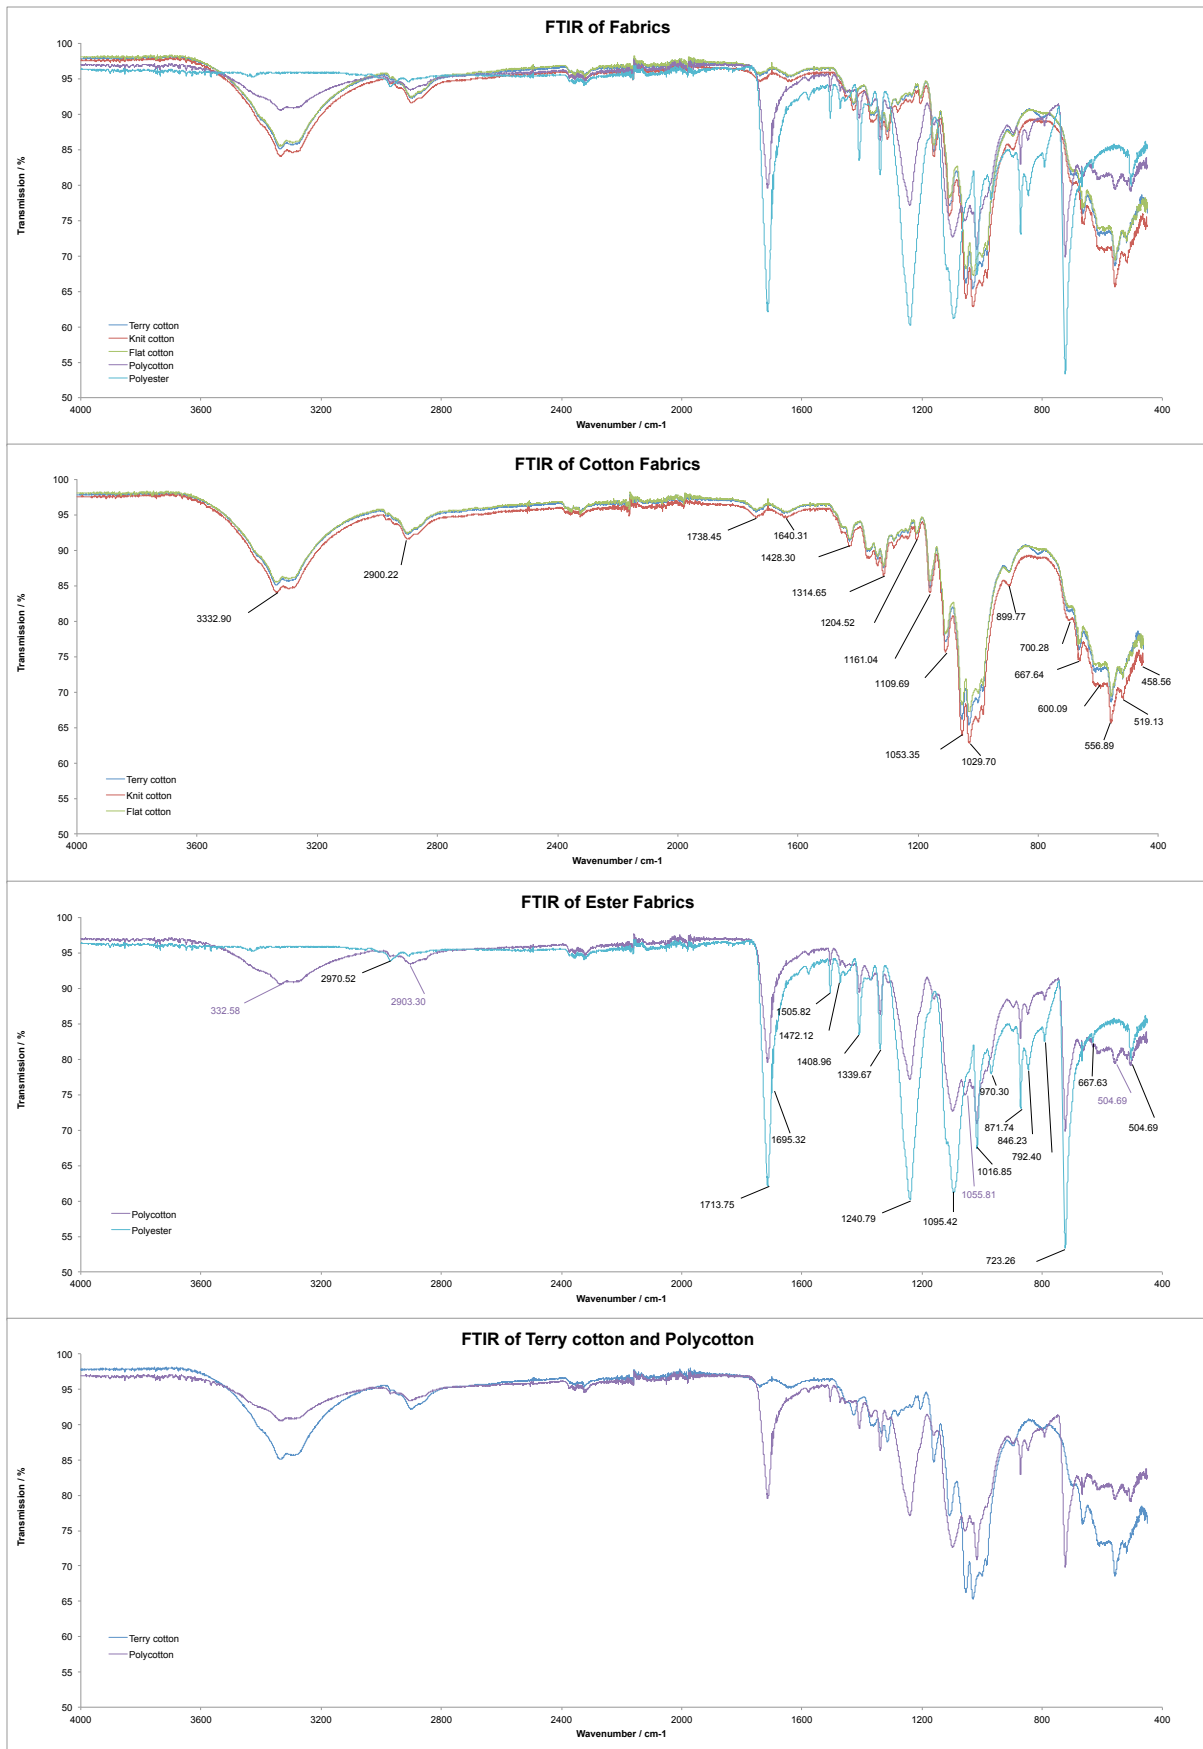 FTIR of Fabrics
100
95
90
85
80
75
70
65
60
55
50
Transmission / %
Terry cotton
Knit cotton
Flat cotton
Polycotton
Polyester
4000 3600 3200 2800 2400 2000 1600 1200 800 400
Wavenumber / cm-1
FTIR of Cotton Fabrics
100
95
90
85
80
75
70
65
60
55
50
Transmission / %
3332.90
2900.22
1738.45
1640.31
1428.30
1314.65
1204.52
1161.04
1109.69
1053.35
1029.70
899.77
700.28
667.64
600.09
556.89
519.13
458.56
Terry cotton
Knit cotton
Flat cotton
4000 3600 3200 2800 2400 2000 1600 1200 800 400
Wavenumber / cm-1
FTIR of Ester Fabrics
100
95
90
85
80
75
70
65
60
55
50
Transmission / %
332.58
2970.52
2903.30
1713.75
1695.32
1505.82
1472.12
1408.96
1339.67
1240.79
1095.42
1055.81
1016.85
970.30
871.74
846.23
792.40
723.26
667.63
504.69
504.69
Polycotton
Polyester
4000 3600 3200 2800 2400 2000 1600 1200 800 400
Wavenumber / cm-1
FTIR of Terry cotton and Polycotton
100
95
90
85
80
75
70
65
60
55
50
Transmission / %
Terry cotton
Polycotton
4000 3600 3200 2800 2400 2000 1600 1200 800 400
Wavenumber / cm-1